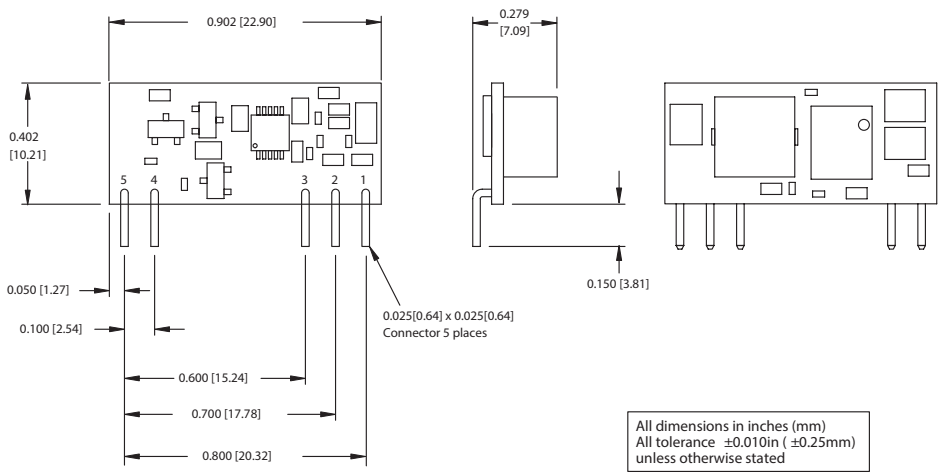 0.902 [22.90]
0.279
[7.09]
0.402
[10.21]
5 4 3 2 1
0.050 [1.27]
0.150 [3.81]
0.100 [2.54]
0.025[0.64] x 0.025[0.64]
Connector 5 places
0.600 [15.24]
0.700 [17.78]
0.800 [20.32]
All dimensions in inches (mm)
All tolerance ±0.010in ( ±0.25mm)
unless otherwise stated